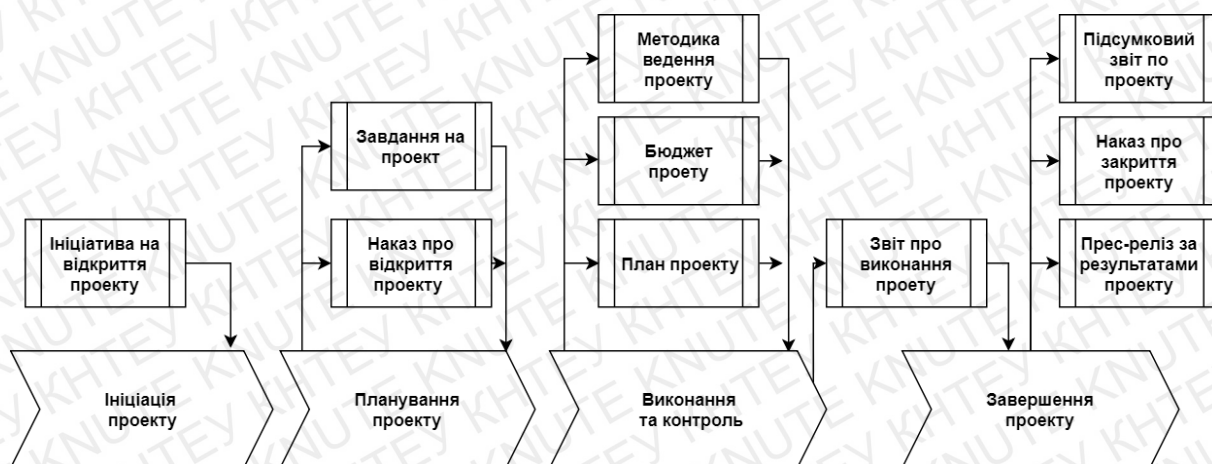 Методика
ведення
проекту
Підсумковий
звіт по
проекту
Завдання на
проект
Бюджет
проету
Наказ про
закриття
проекту
Ініціатива на
відкриття
проекту
Наказ про
відкриття
проекту
План проекту
Звіт про
виконання
проету
Прес-реліз за
результатами
проекту
Ініціація
проекту
Планування
проекту
Виконання
та контроль
Завершення
проекту